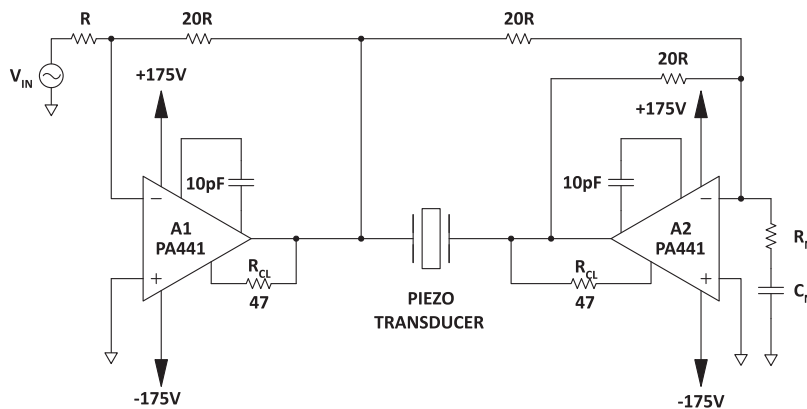 R
20R
20R
20R
V_IN
+175V
+175V
10pF
10pF
−
A1
PA441
+
−
A2
PA441
+
R_CL
47
R_CL
47
PIEZO
TRANSDUCER
R
C
-175V
-175V